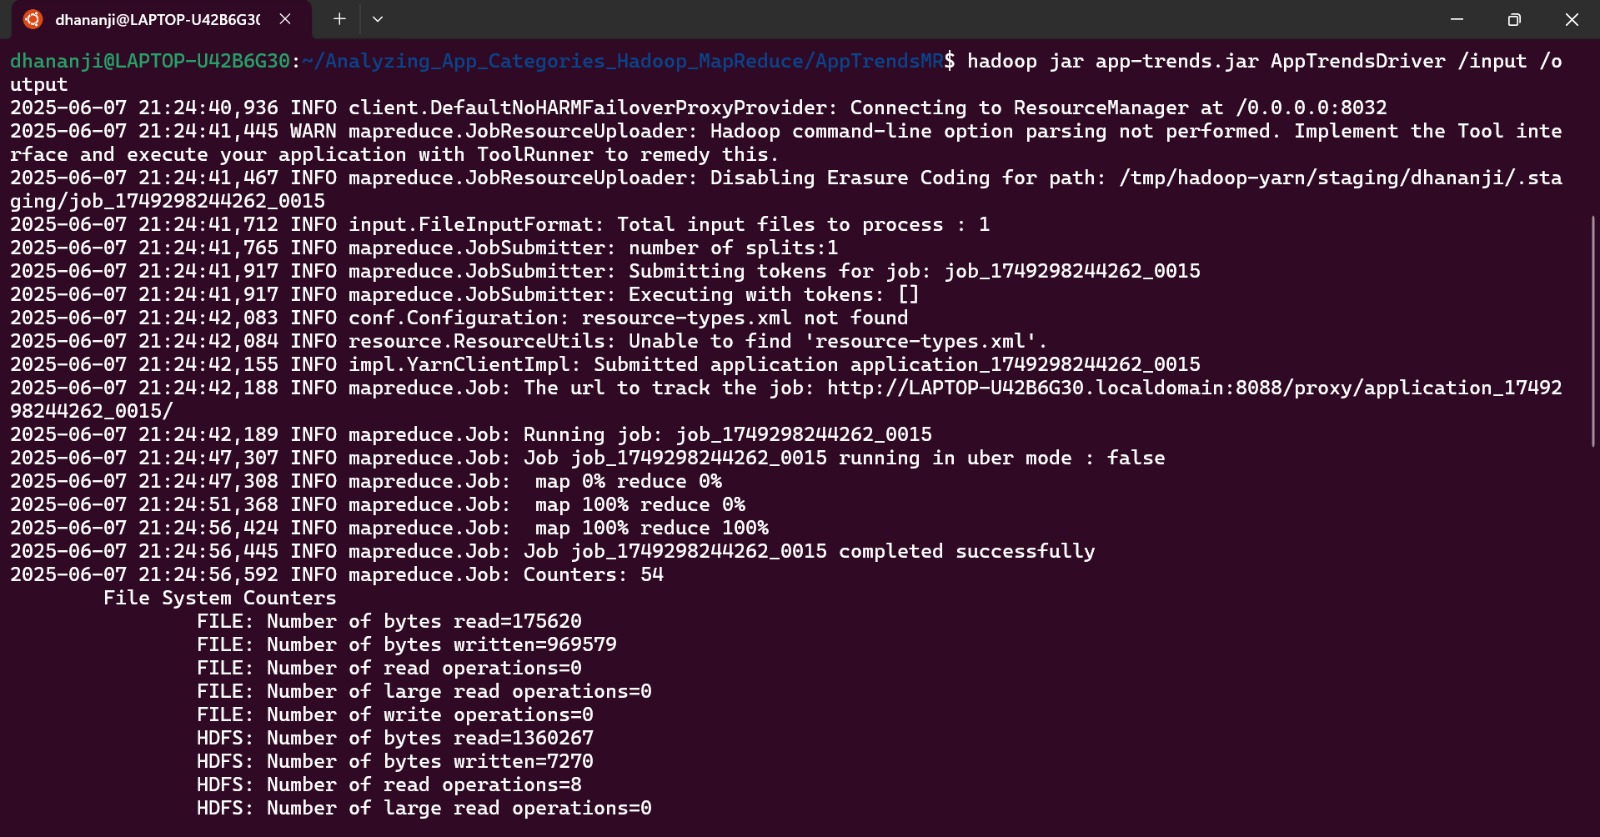 dhananji@LAPTOP-U42B6G30
dhananji@LAPTOP-U42B6G30:~/Analyzing_App_Categories_Hadoop_MapReduce/AppTrendsMR$ hadoop jar app-trends.jar AppTrendsDriver /input /o
utput
2025-06-07 21:24:40,936 INFO client.DefaultNoHARMFailoverProxyProvider: Connecting to ResourceManager at /0.0.0.0:8032
2025-06-07 21:24:41,445 WARN mapreduce.JobResourceUploader: Hadoop command-line option parsing not performed. Implement the Tool inte
rface and execute your application with ToolRunner to remedy this.
2025-06-07 21:24:41,467 INFO mapreduce.JobResourceUploader: Disabling Erasure Coding for path: /tmp/hadoop-yarn/staging/dhananji/.sta
ging/job_1749298244262_0015
2025-06-07 21:24:41,712 INFO input.FileInputFormat: Total input files to process : 1
2025-06-07 21:24:41,765 INFO mapreduce.JobSubmitter: number of splits:1
2025-06-07 21:24:41,917 INFO mapreduce.JobSubmitter: Submitting tokens for job: job_1749298244262_0015
2025-06-07 21:24:41,917 INFO mapreduce.JobSubmitter: Executing with tokens: []
2025-06-07 21:24:42,083 INFO conf.Configuration: resource-types.xml not found
2025-06-07 21:24:42,084 INFO resource.ResourceUtils: Unable to find 'resource-types.xml'.
2025-06-07 21:24:42,155 INFO impl.YarnClientImpl: Submitted application application_1749298244262_0015
2025-06-07 21:24:42,188 INFO mapreduce.Job: The url to track the job: http://LAPTOP-U42B6G30.localdomain:8088/proxy/application_17492
98244262_0015/
2025-06-07 21:24:42,189 INFO mapreduce.Job: Running job: job_1749298244262_0015
2025-06-07 21:24:47,307 INFO mapreduce.Job: Job job_1749298244262_0015 running in uber mode : false
2025-06-07 21:24:47,308 INFO mapreduce.Job:  map 0% reduce 0%
2025-06-07 21:24:51,368 INFO mapreduce.Job:  map 100% reduce 0%
2025-06-07 21:24:56,424 INFO mapreduce.Job:  map 100% reduce 100%
2025-06-07 21:24:56,445 INFO mapreduce.Job: Job job_1749298244262_0015 completed successfully
2025-06-07 21:24:56,592 INFO mapreduce.Job: Counters: 54
File System Counters
FILE: Number of bytes read=175620
FILE: Number of bytes written=969579
FILE: Number of read operations=0
FILE: Number of large read operations=0
FILE: Number of write operations=0
HDFS: Number of bytes read=1360267
HDFS: Number of bytes written=7270
HDFS: Number of read operations=8
HDFS: Number of large read operations=0